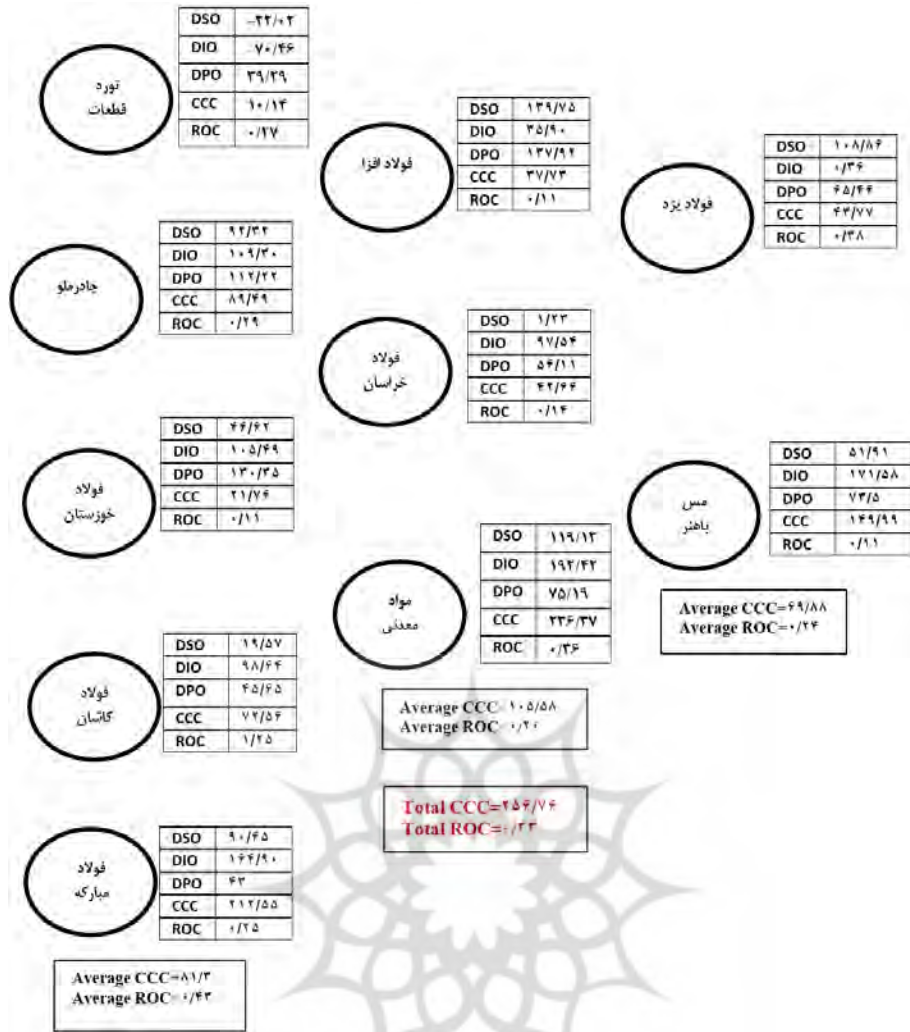 نورد
قطعات
DSO ۲۲/۰۲-
DIO ۷۰/۴۶
DPO ۳۹/۲۹
CCC ۱۰/۱۴
ROC ۰/۲۷
چادرملو
DSO ۹۲/۳۲
DIO ۱۰۹/۳۰
DPO ۱۱۲/۲۲
CCC ۸۹/۴۹
ROC ۰/۲۹
فولاد
خوزستان
DSO ۴۶/۶۲
DIO ۱۰۵/۴۹
DPO ۱۳۰/۳۵
CCC ۲۱/۷۶
ROC ۰/۱۱
فولاد
کاشان
DSO ۱۹/۵۷
DIO ۹۸/۶۴
DPO ۴۵/۶۵
CCC ۷۲/۵۶
ROC ۱/۲۵
فولاد
مبارکه
DSO ۹۰/۶۵
DIO ۱۶۴/۹۰
DPO ۴۳
CCC ۲۱۲/۵۵
ROC ۰/۲۵
Average CCC=۸۱/۳
Average ROC=۰/۴۳
فولاد افزا
DSO ۱۳۹/۷۵
DIO ۳۵/۹۰
DPO ۱۳۷/۹۲
CCC ۳۷/۷۳
ROC ۰/۱۱
فولاد
خراسان
DSO ۱/۲۳
DIO ۹۷/۵۴
DPO ۵۶/۱۱
CCC ۴۲/۶۶
ROC ۰/۱۴
مواد
معدنی
DSO ۱۱۹/۱۳
DIO ۱۹۲/۴۲
DPO ۷۵/۱۹
CCC ۲۳۶/۳۷
ROC ۰/۳۶
Average CCC=۱۰۵/۵۸
Average ROC=۰/۲۰
Total CCC=۲۵۶/۷۶
Total ROC=۰/۲۳
فولاد یزد
DSO ۱۰۸/۸۶
DIO ۰/۳۶
DPO ۶۵/۴۶
CCC ۴۳/۷۷
ROC ۰/۳۸
مس
باهنر
DSO ۵۱/۹۱
DIO ۱۷۱/۵۸
DPO ۷۳/۵
CCC ۱۴۹/۹۹
ROC ۰/۱۱
Average CCC=۶۹/۸۸
Average ROC=۰/۲۴